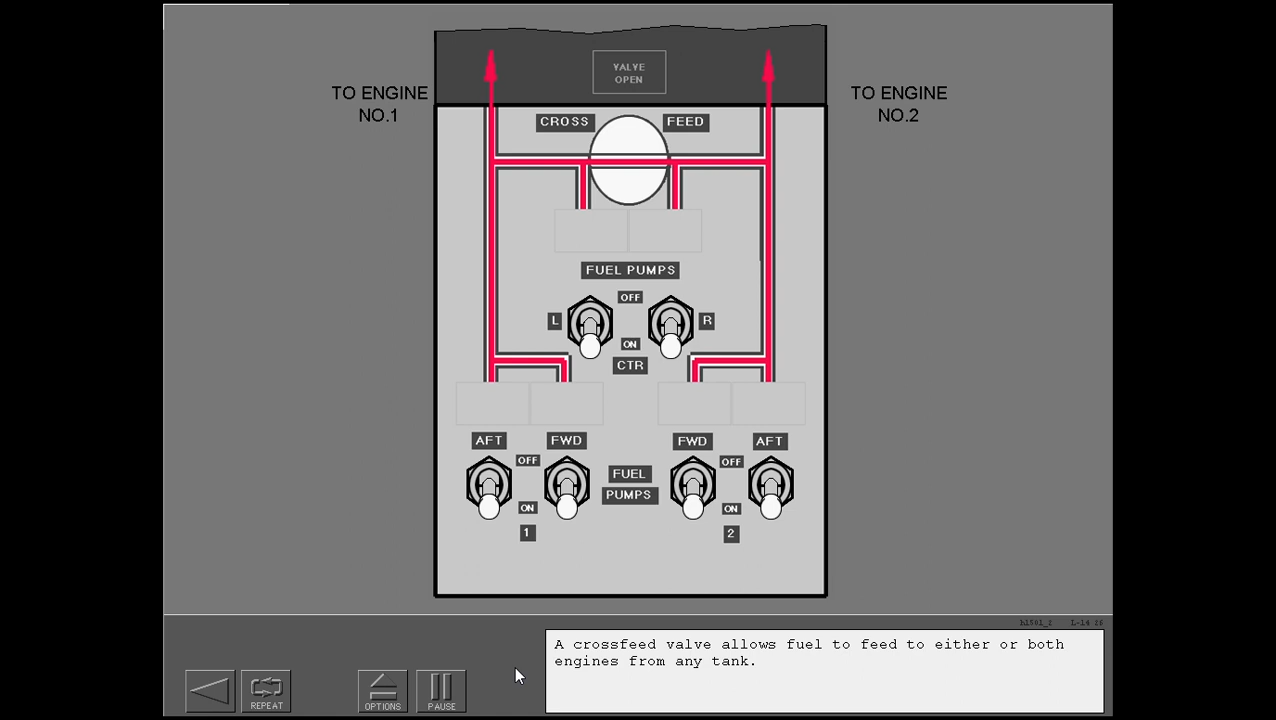 VALVE
OPEN
TO ENGINE
NO.1
TO ENGINE
NO.2
CROSS
FEED
FUEL PUMPS
OFF
L
R
ON
CTR
AFT
FWD
FWD
AFT
OFF
OFF
FUEL
PUMPS
ON
ON
1
2
A crossfeed valve allows fuel to feed to either or both
engines from any tank.
REPEAT
OPTIONS
PAUSE